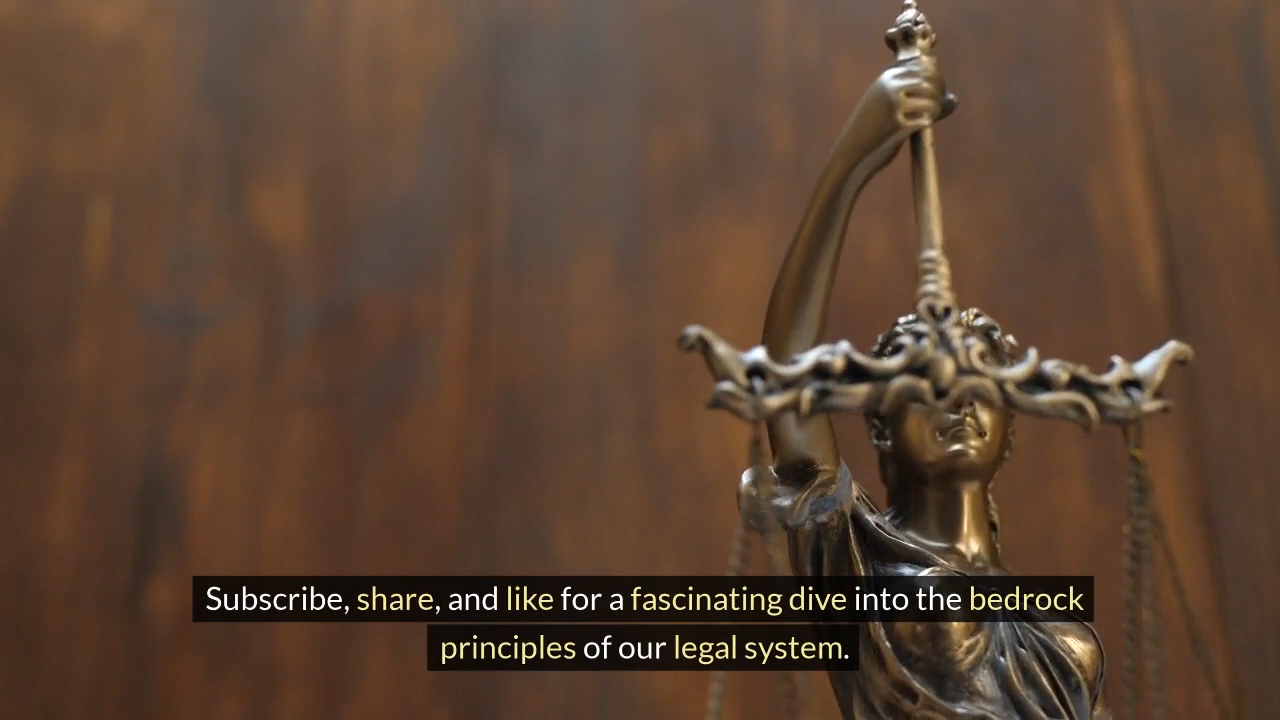 Subscribe, share, and like for a fascinating dive into the bedrock
principles of our legal system.